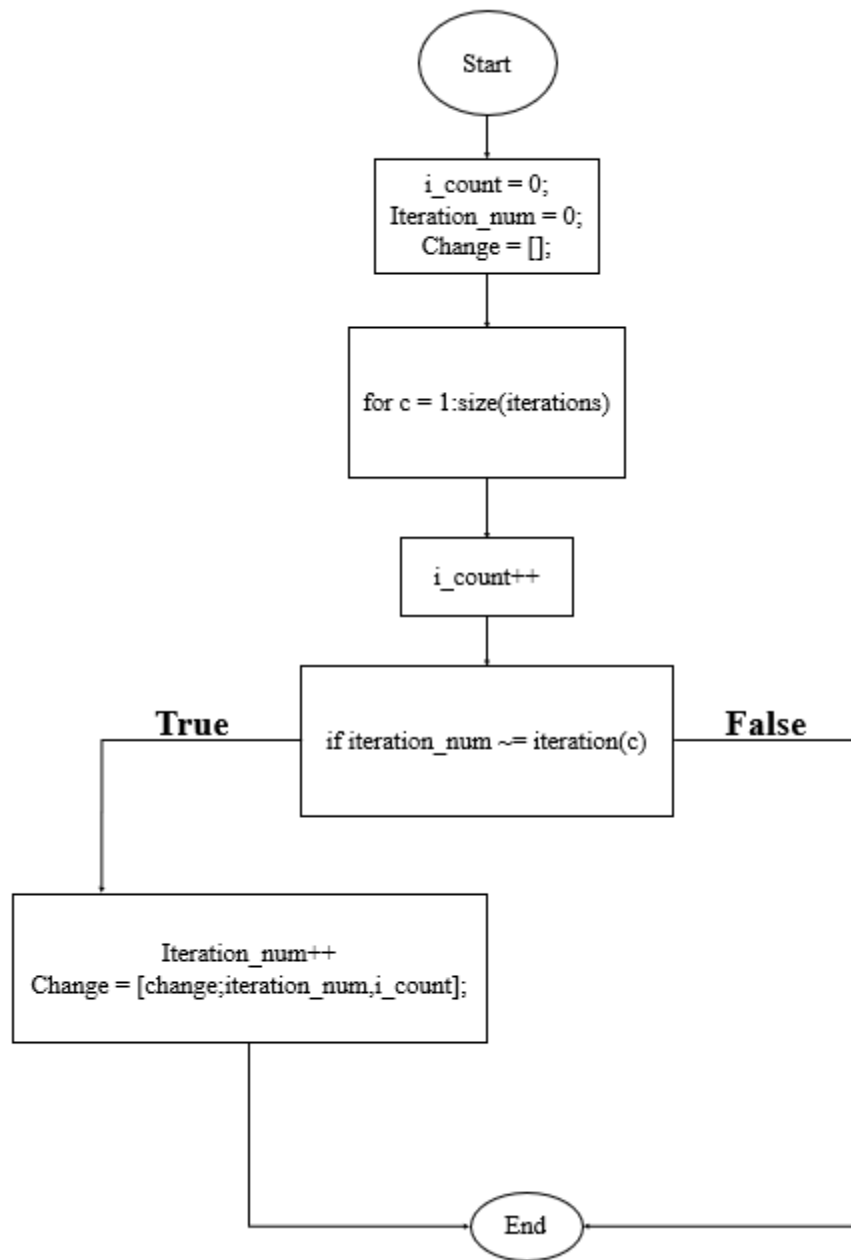 Start
i_count = 0;
Iteration_num = 0;
Change = [];
for c = 1:size(iterations)
i_count++
True
False
if iteration_num ~= iteration(c)
Iteration_num++
Change = [change;iteration_num,i_count];
End